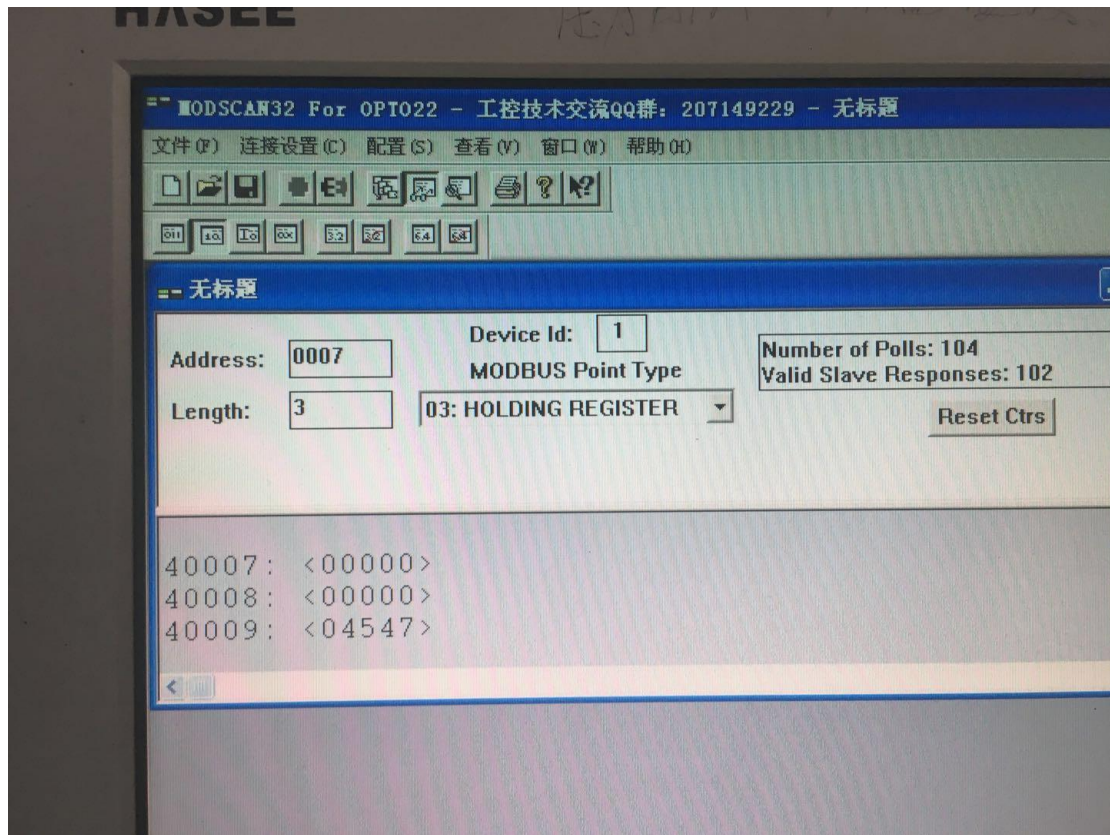 HASEE
MODSCAN32 For OPTO22 - 工控技术交流QQ群: 207149229 - 无标题
文件(F) 连接设置(C) 配置(S) 查看(V) 窗口(W) 帮助(H)
无标题
Device Id: 1
Address: 0007
MODBUS Point Type
Number of Polls: 104
Valid Slave Responses: 102
Length: 3
03: HOLDING REGISTER
Reset Ctrs
40007: <00000>
40008: <00000>
40009: <04547>